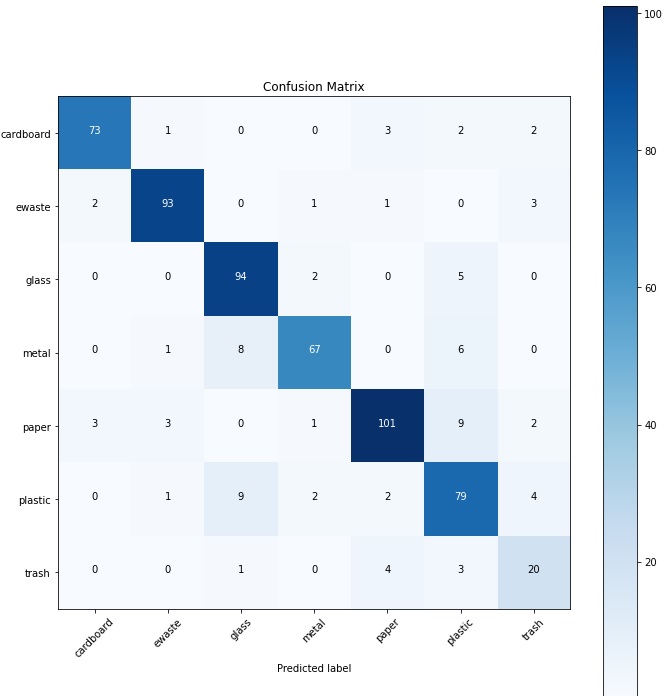 Confusion Matrix
cardboard 73 1 0 0 3 2 2
ewaste 2 93 0 1 1 0 3
glass 0 0 94 2 0 5 0
metal 0 1 8 67 0 6 0
paper 3 3 0 1 101 9 2
plastic 0 1 9 2 2 79 4
trash 0 0 1 0 4 3 20
cardboard ewaste glass metal paper plastic trash
Predicted label
100
80
60
40
20